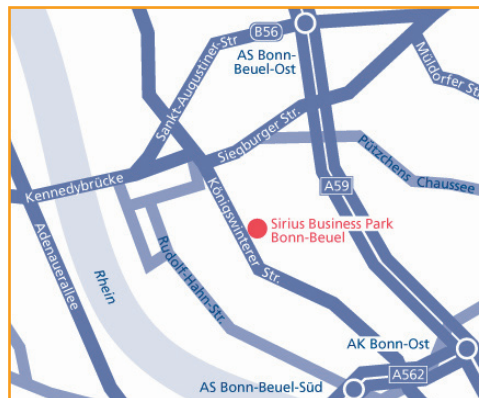 B56
AS Bonn-
Beuel-Ost
Sankt-Augustiner-Str
Müldorfer Str.
Siegburger Str.
Pützchens Chaussee
Kennedybrücke
A59
Königswinterer Str.
Sirius Business Park
Bonn-Beuel
Adenauerallee
Rhein
Rudolf-Hahn-Str.
AK Bonn-Ost
A562
AS Bonn-Beuel-Süd